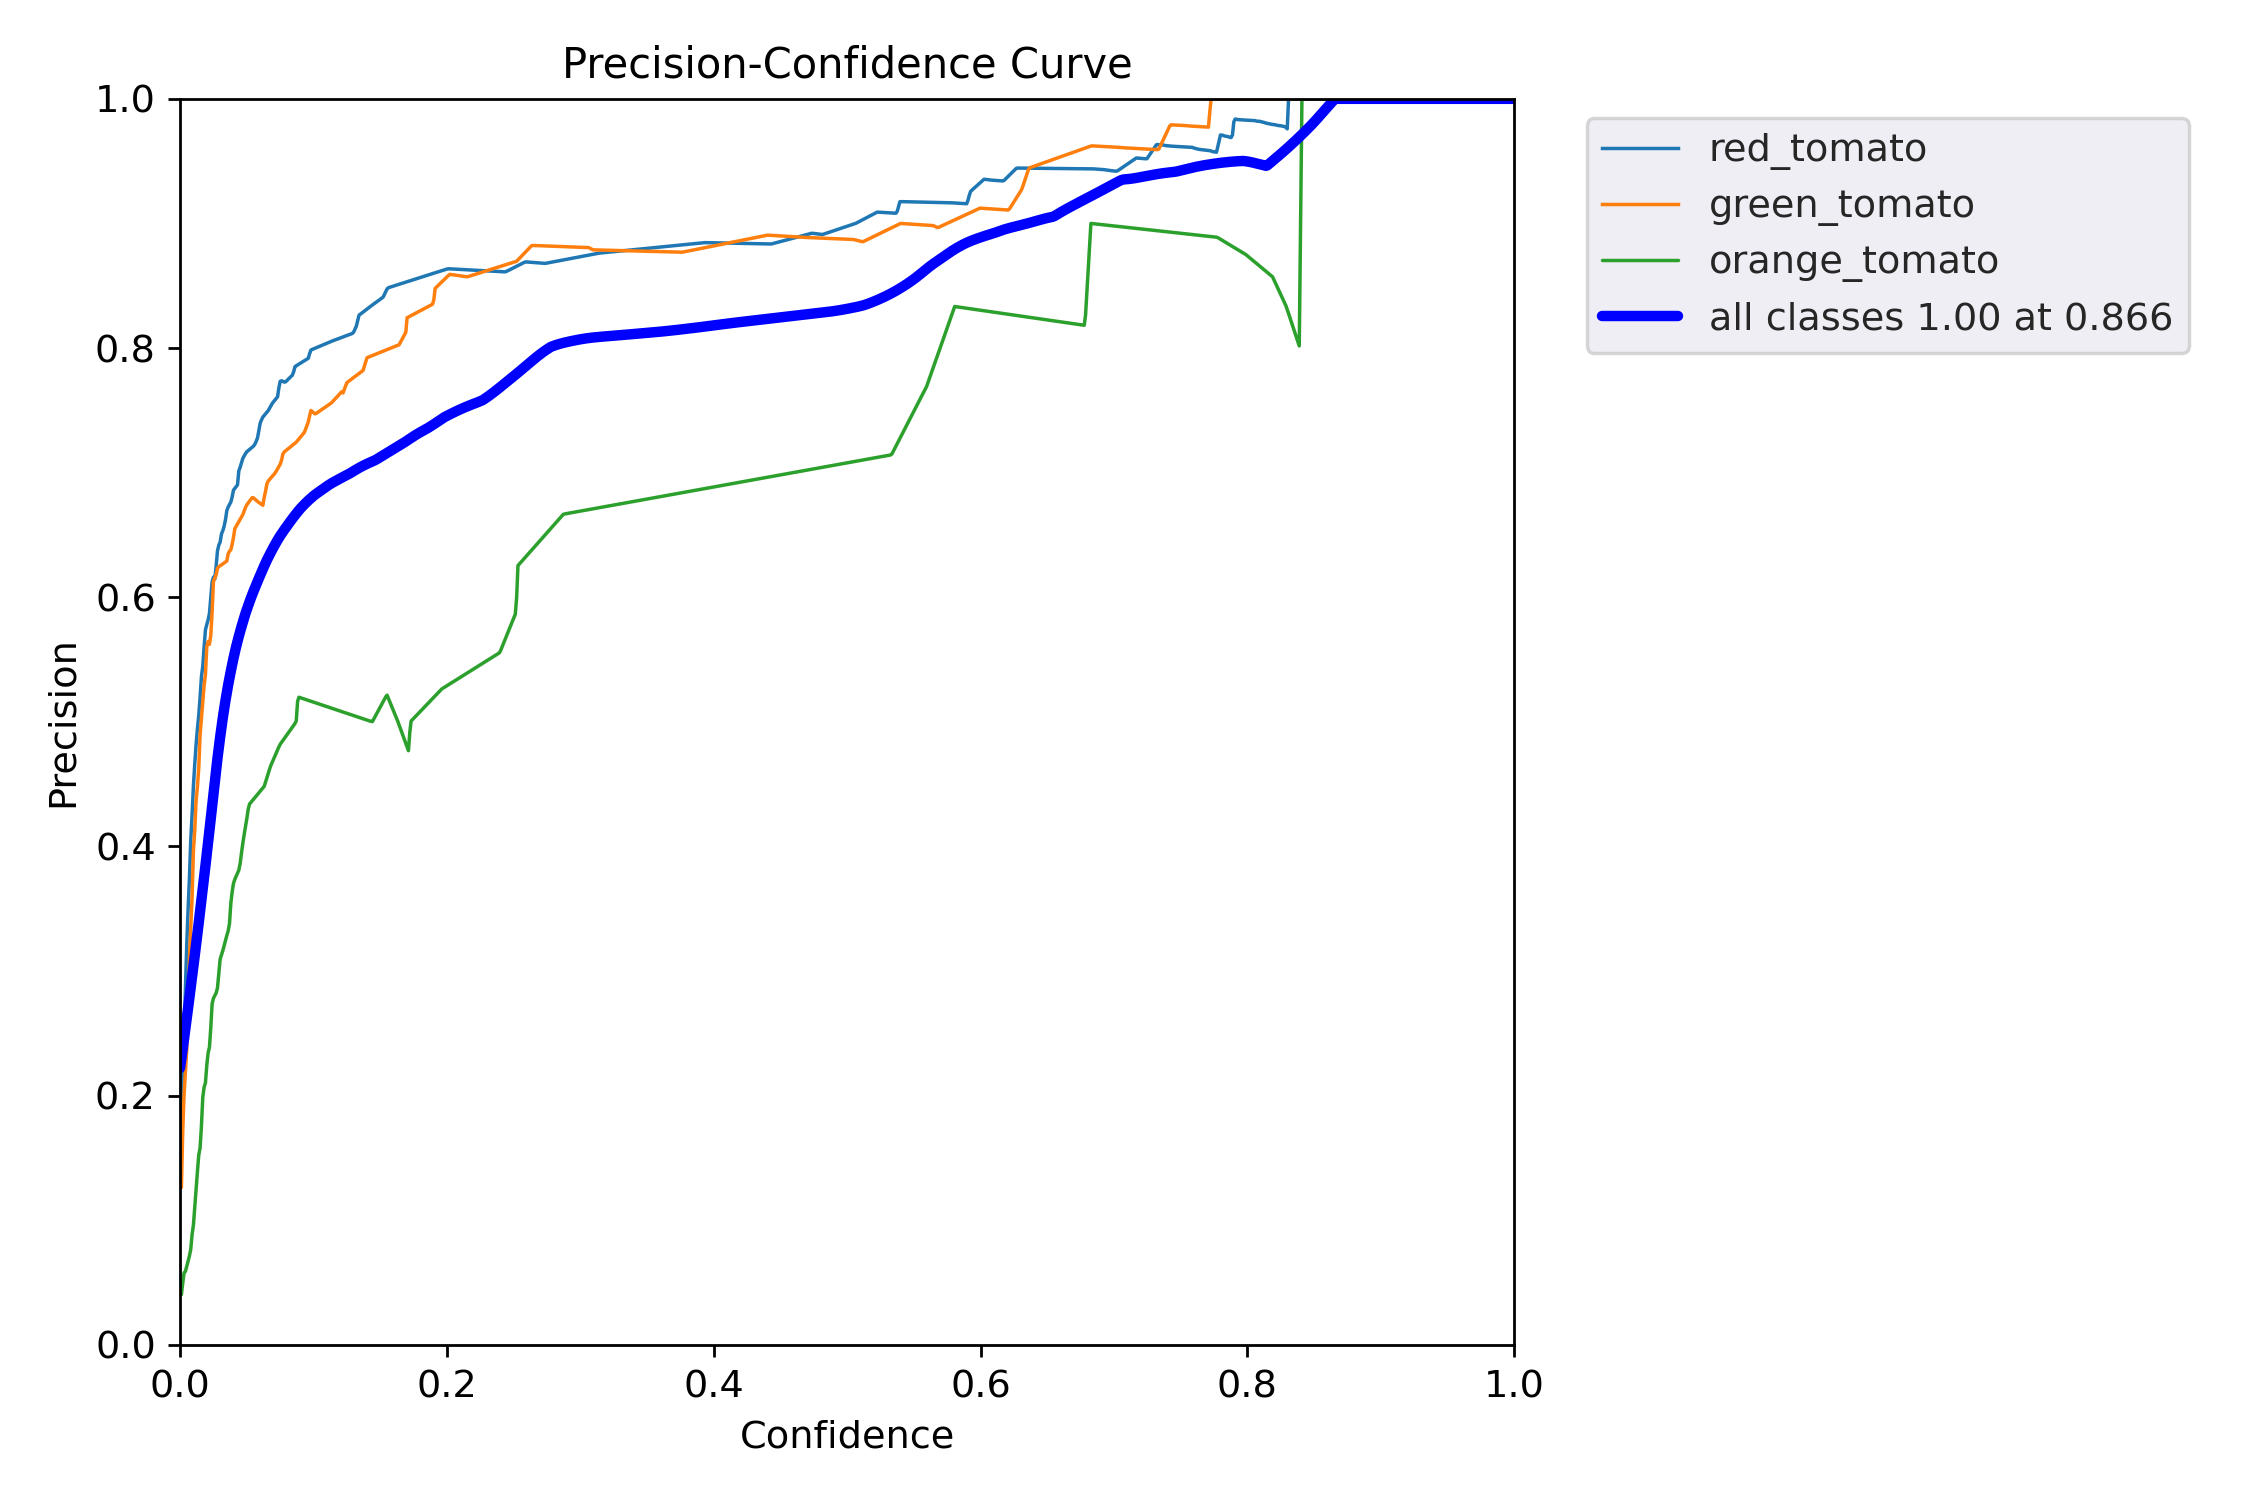 Precision-Confidence Curve
1.0
0.8
0.6
0.4
0.2
0.0
Precision
0.0 0.2 0.4 0.6 0.8 1.0
Confidence
red_tomato
green_tomato
orange_tomato
all classes 1.00 at 0.866